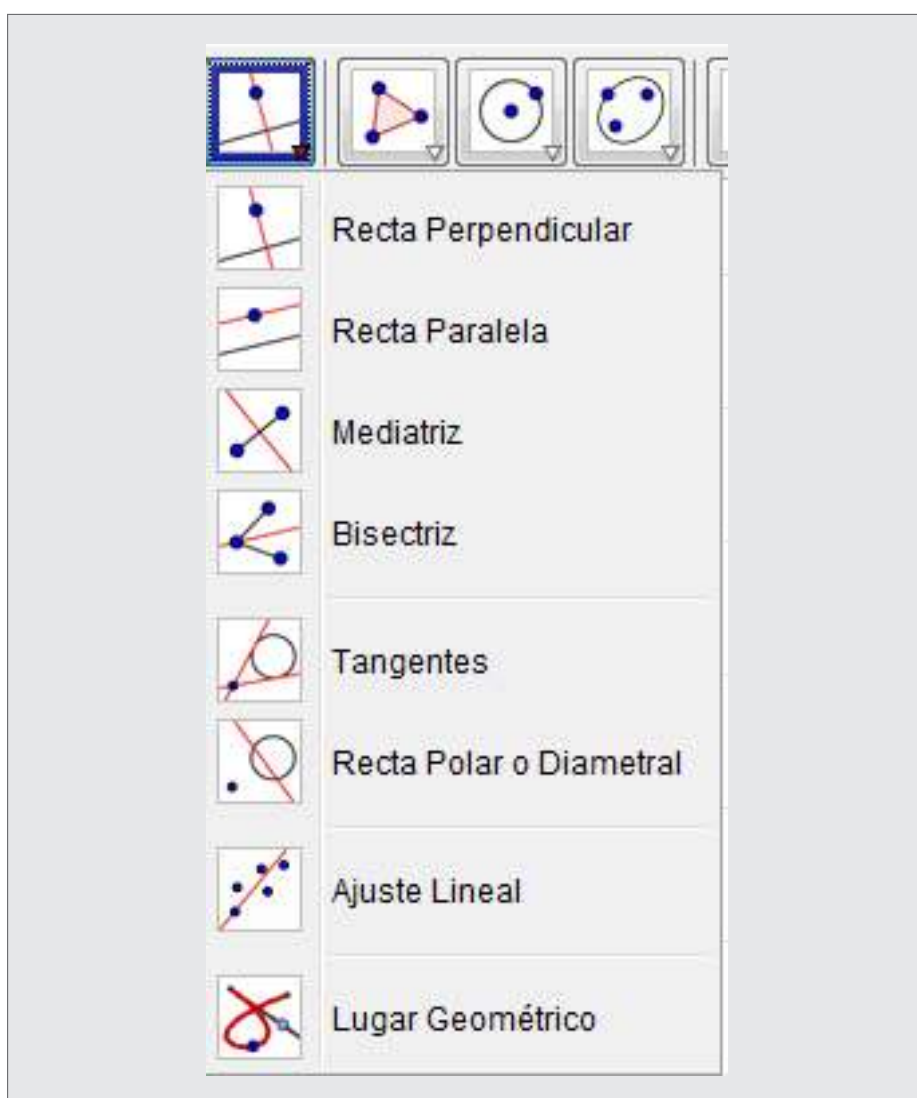 Recta Perpendicular
Recta Paralela
Mediatriz
Bisectriz
Tangentes
Recta Polar o Diametral
Ajuste Lineal
Lugar Geométrico